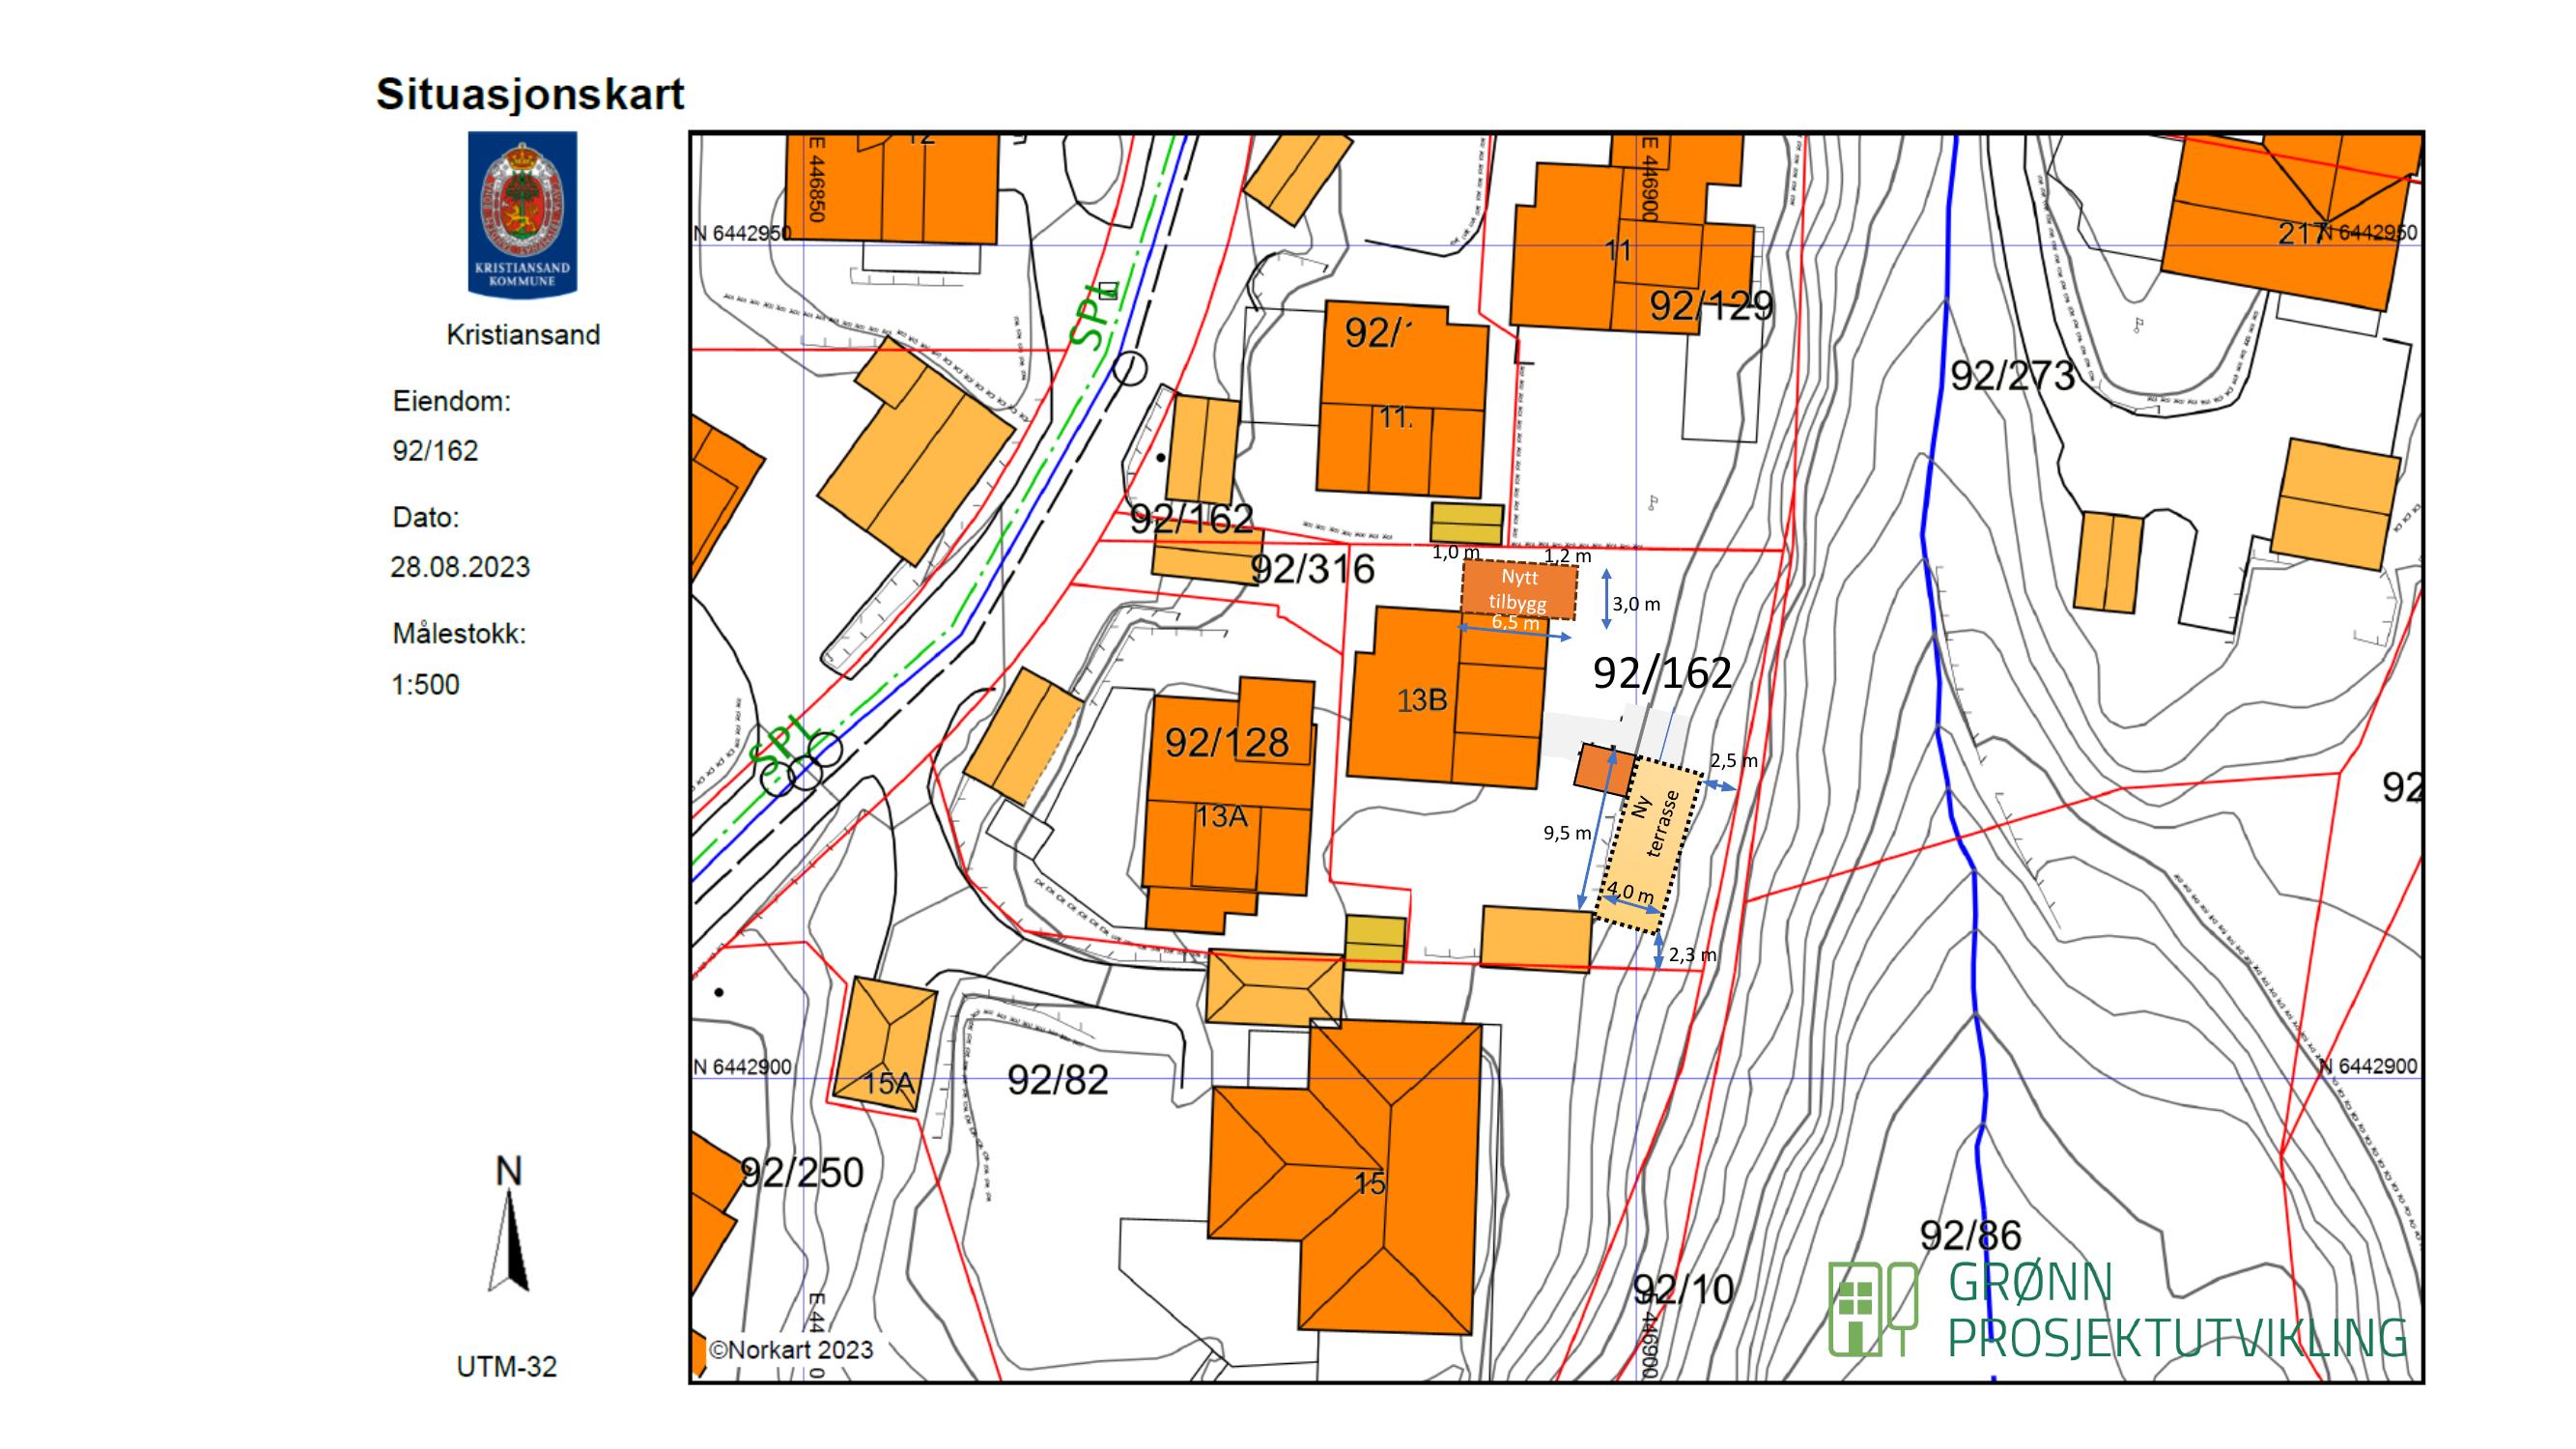 Situasjonskart
KRISTIANSAND
KOMMUNE
Kristiansand
Eiendom:
92/162
Dato:
28.08.2023
Målestokk:
1:500
N
UTM-32
12
E 446850
E 446900
N 6442950
N 6442950
217
11
92/129
92/
11.
SPL
92/273
92/162
92/316
1,0 m
1,2 m
Nytt
tilbygg
3,0 m
6,5 m
92/162
13B
SPL
92/128
13A
2,5 m
Ny
terrasse
9,5 m
4,0 m
2,3 m
92
N 6442900
N 6442900
15A
92/82
92/250
15
92/86
92/10
E 44
0
446900
©Norkart 2023
GRØNN
PROSJEKTUTVIKLING